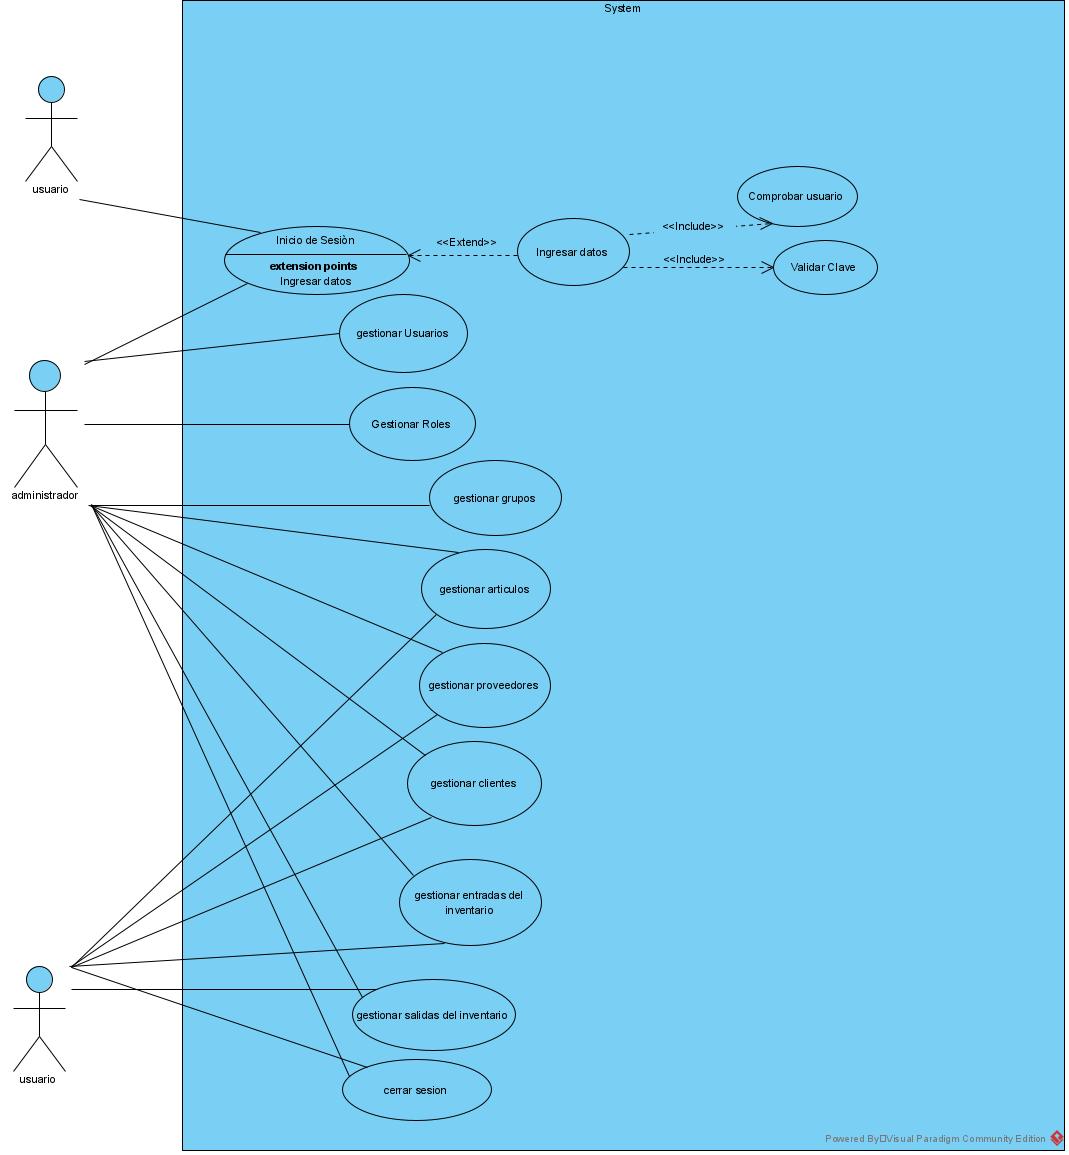 System
usuario
Comprobar usuario
<<Include>>
Inicio de Sesiòn
<<Extend>>
Ingresar datos
<<Include>>
Validar Clave
extension points
Ingresar datos
gestionar Usuarios
Gestionar Roles
administrador
gestionar grupos
gestionar articulos
gestionar proveedores
gestionar clientes
gestionar entradas del
inventario
gestionar salidas del inventario
usuario
cerrar sesion
Powered By Visual Paradigm Community Edition